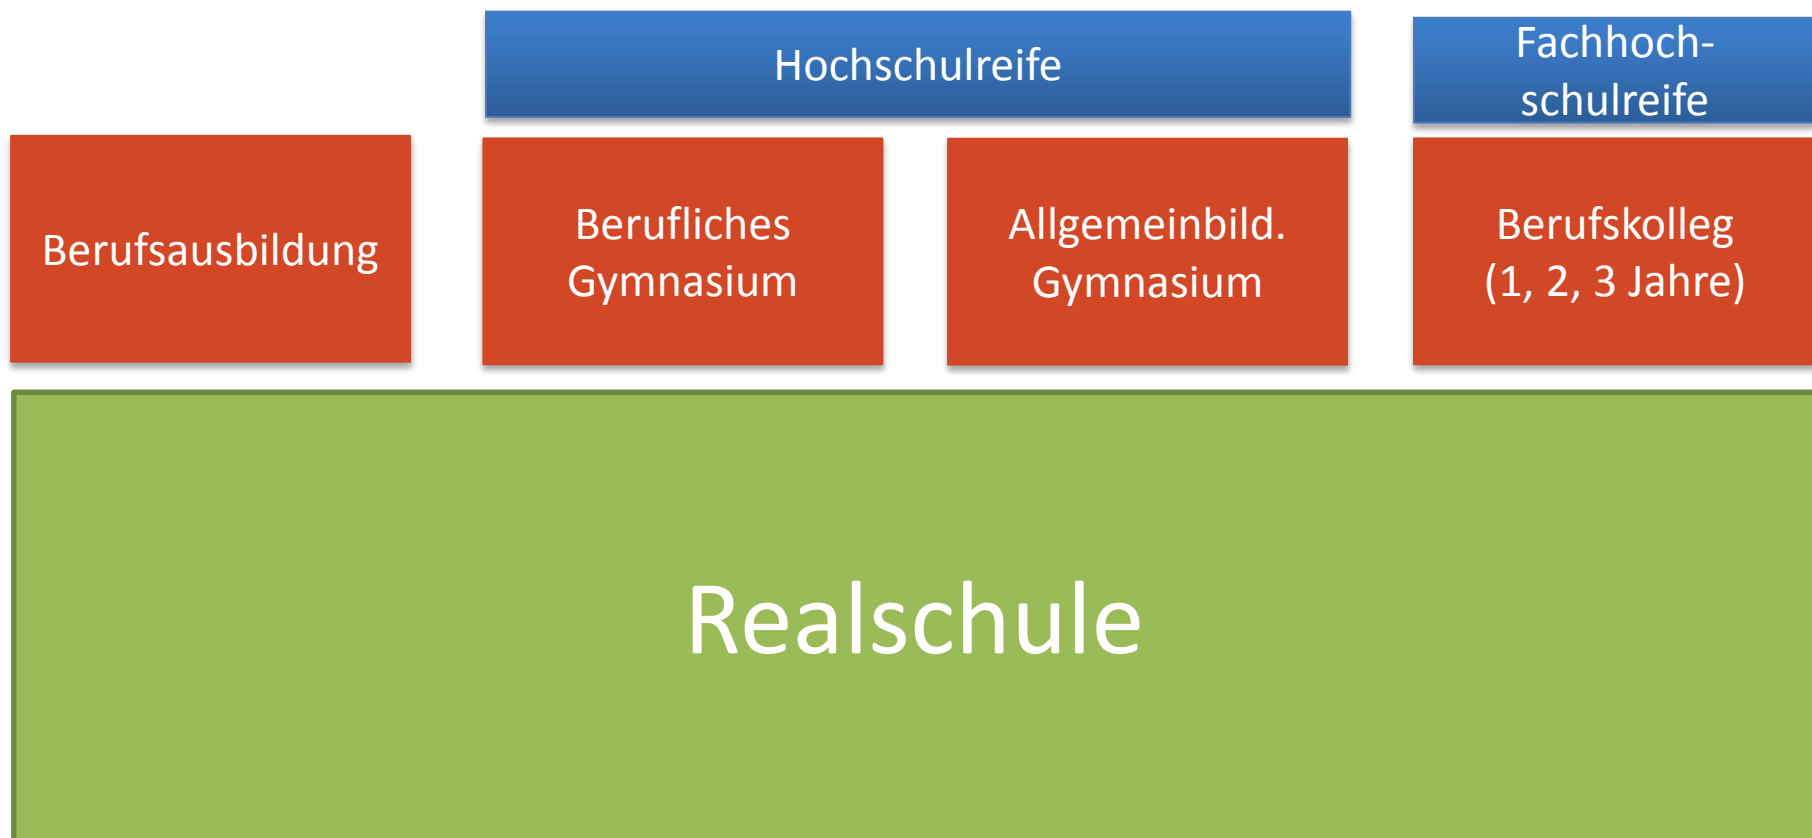 Hochschulreife
Fachhoch-
schulreife
Berufsausbildung
Berufliches
Gymnasium
Allgemeinbild.
Gymnasium
Berufskolleg
(1, 2, 3 Jahre)
Realschule